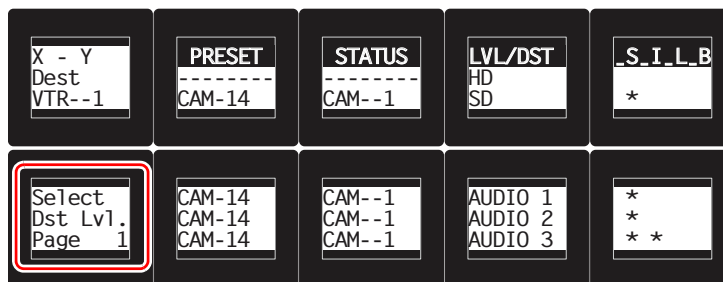 X - Y
Dest
VTR--1
PRESET
--------
CAM-14
STATUS
--------
CAM--1
LVL/DST
HD
SD
_S_I_L_B
*
Select
Dst Lvl.
Page 1
CAM-14
CAM-14
CAM-14
CAM--1
CAM--1
CAM--1
AUDIO 1
AUDIO 2
AUDIO 3
*
*
* *